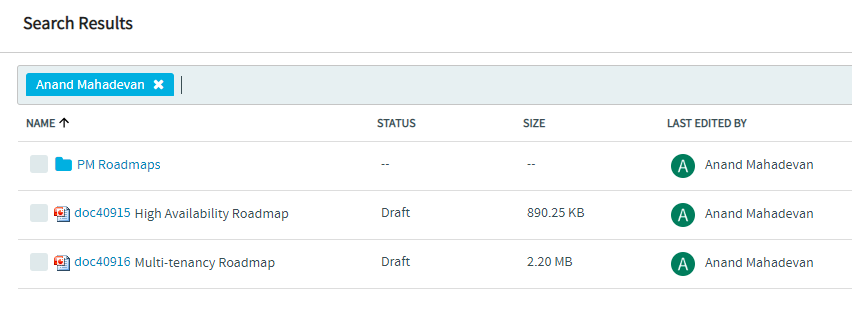 Search Results
Anand Mahadevan ✖
NAME ↑ STATUS SIZE LAST EDITED BY
PM Roadmaps -- -- A Anand Mahadevan
doc40915 High Availability Roadmap Draft 890.25 KB A Anand Mahadevan
doc40916 Multi-tenancy Roadmap Draft 2.20 MB A Anand Mahadevan